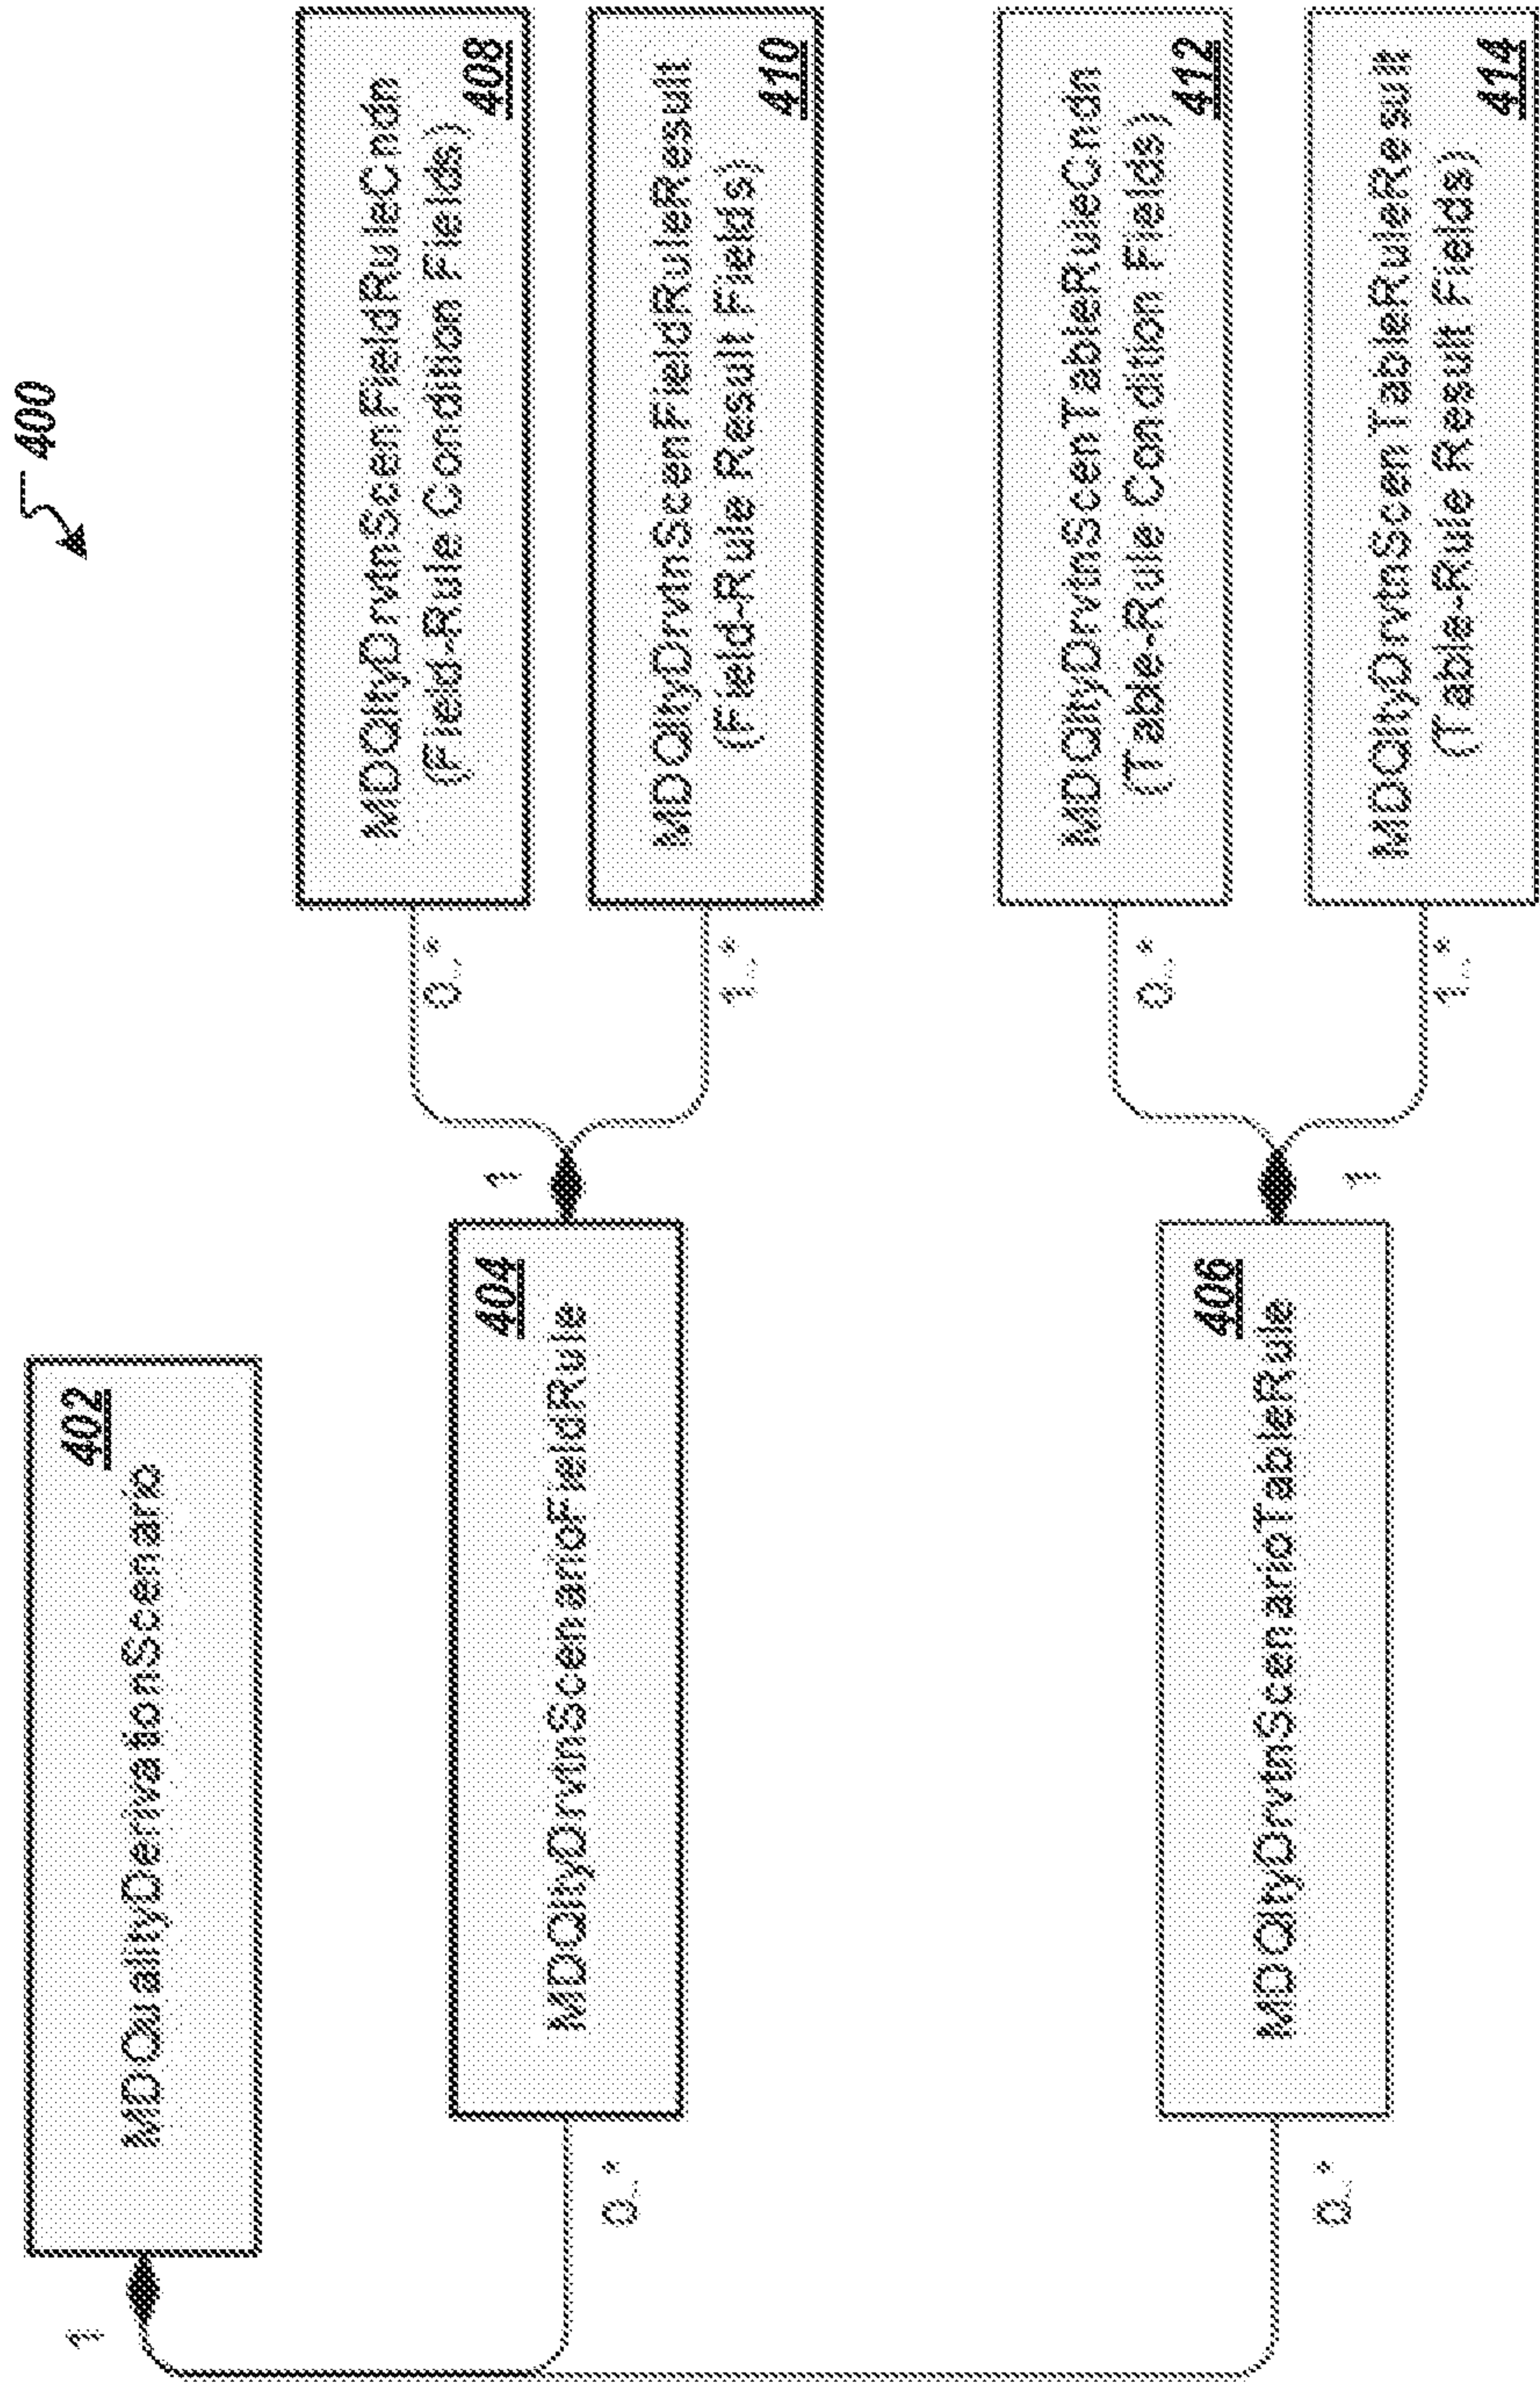 400
402
MDQualityDerivationScenario
1
404
MDQltyDrvtnScenarioFieldRule
0..*
1
MDQltyDrvtnScenFieldRuleCndn
(Field-Rule Condition Fields)
408
0..*
MDQltyDrvtnScenFieldRuleResult
(Field-Rule Result Fields)
410
1..*
406
MDQltyDrvtnScenarioTableRule
0..*
1
MDQltyDrvtnScenTableRuleCndn
(Table-Rule Condition Fields)
412
0..*
MDQltyDrvtnScenTableRuleResult
(Table-Rule Result Fields)
414
1..*